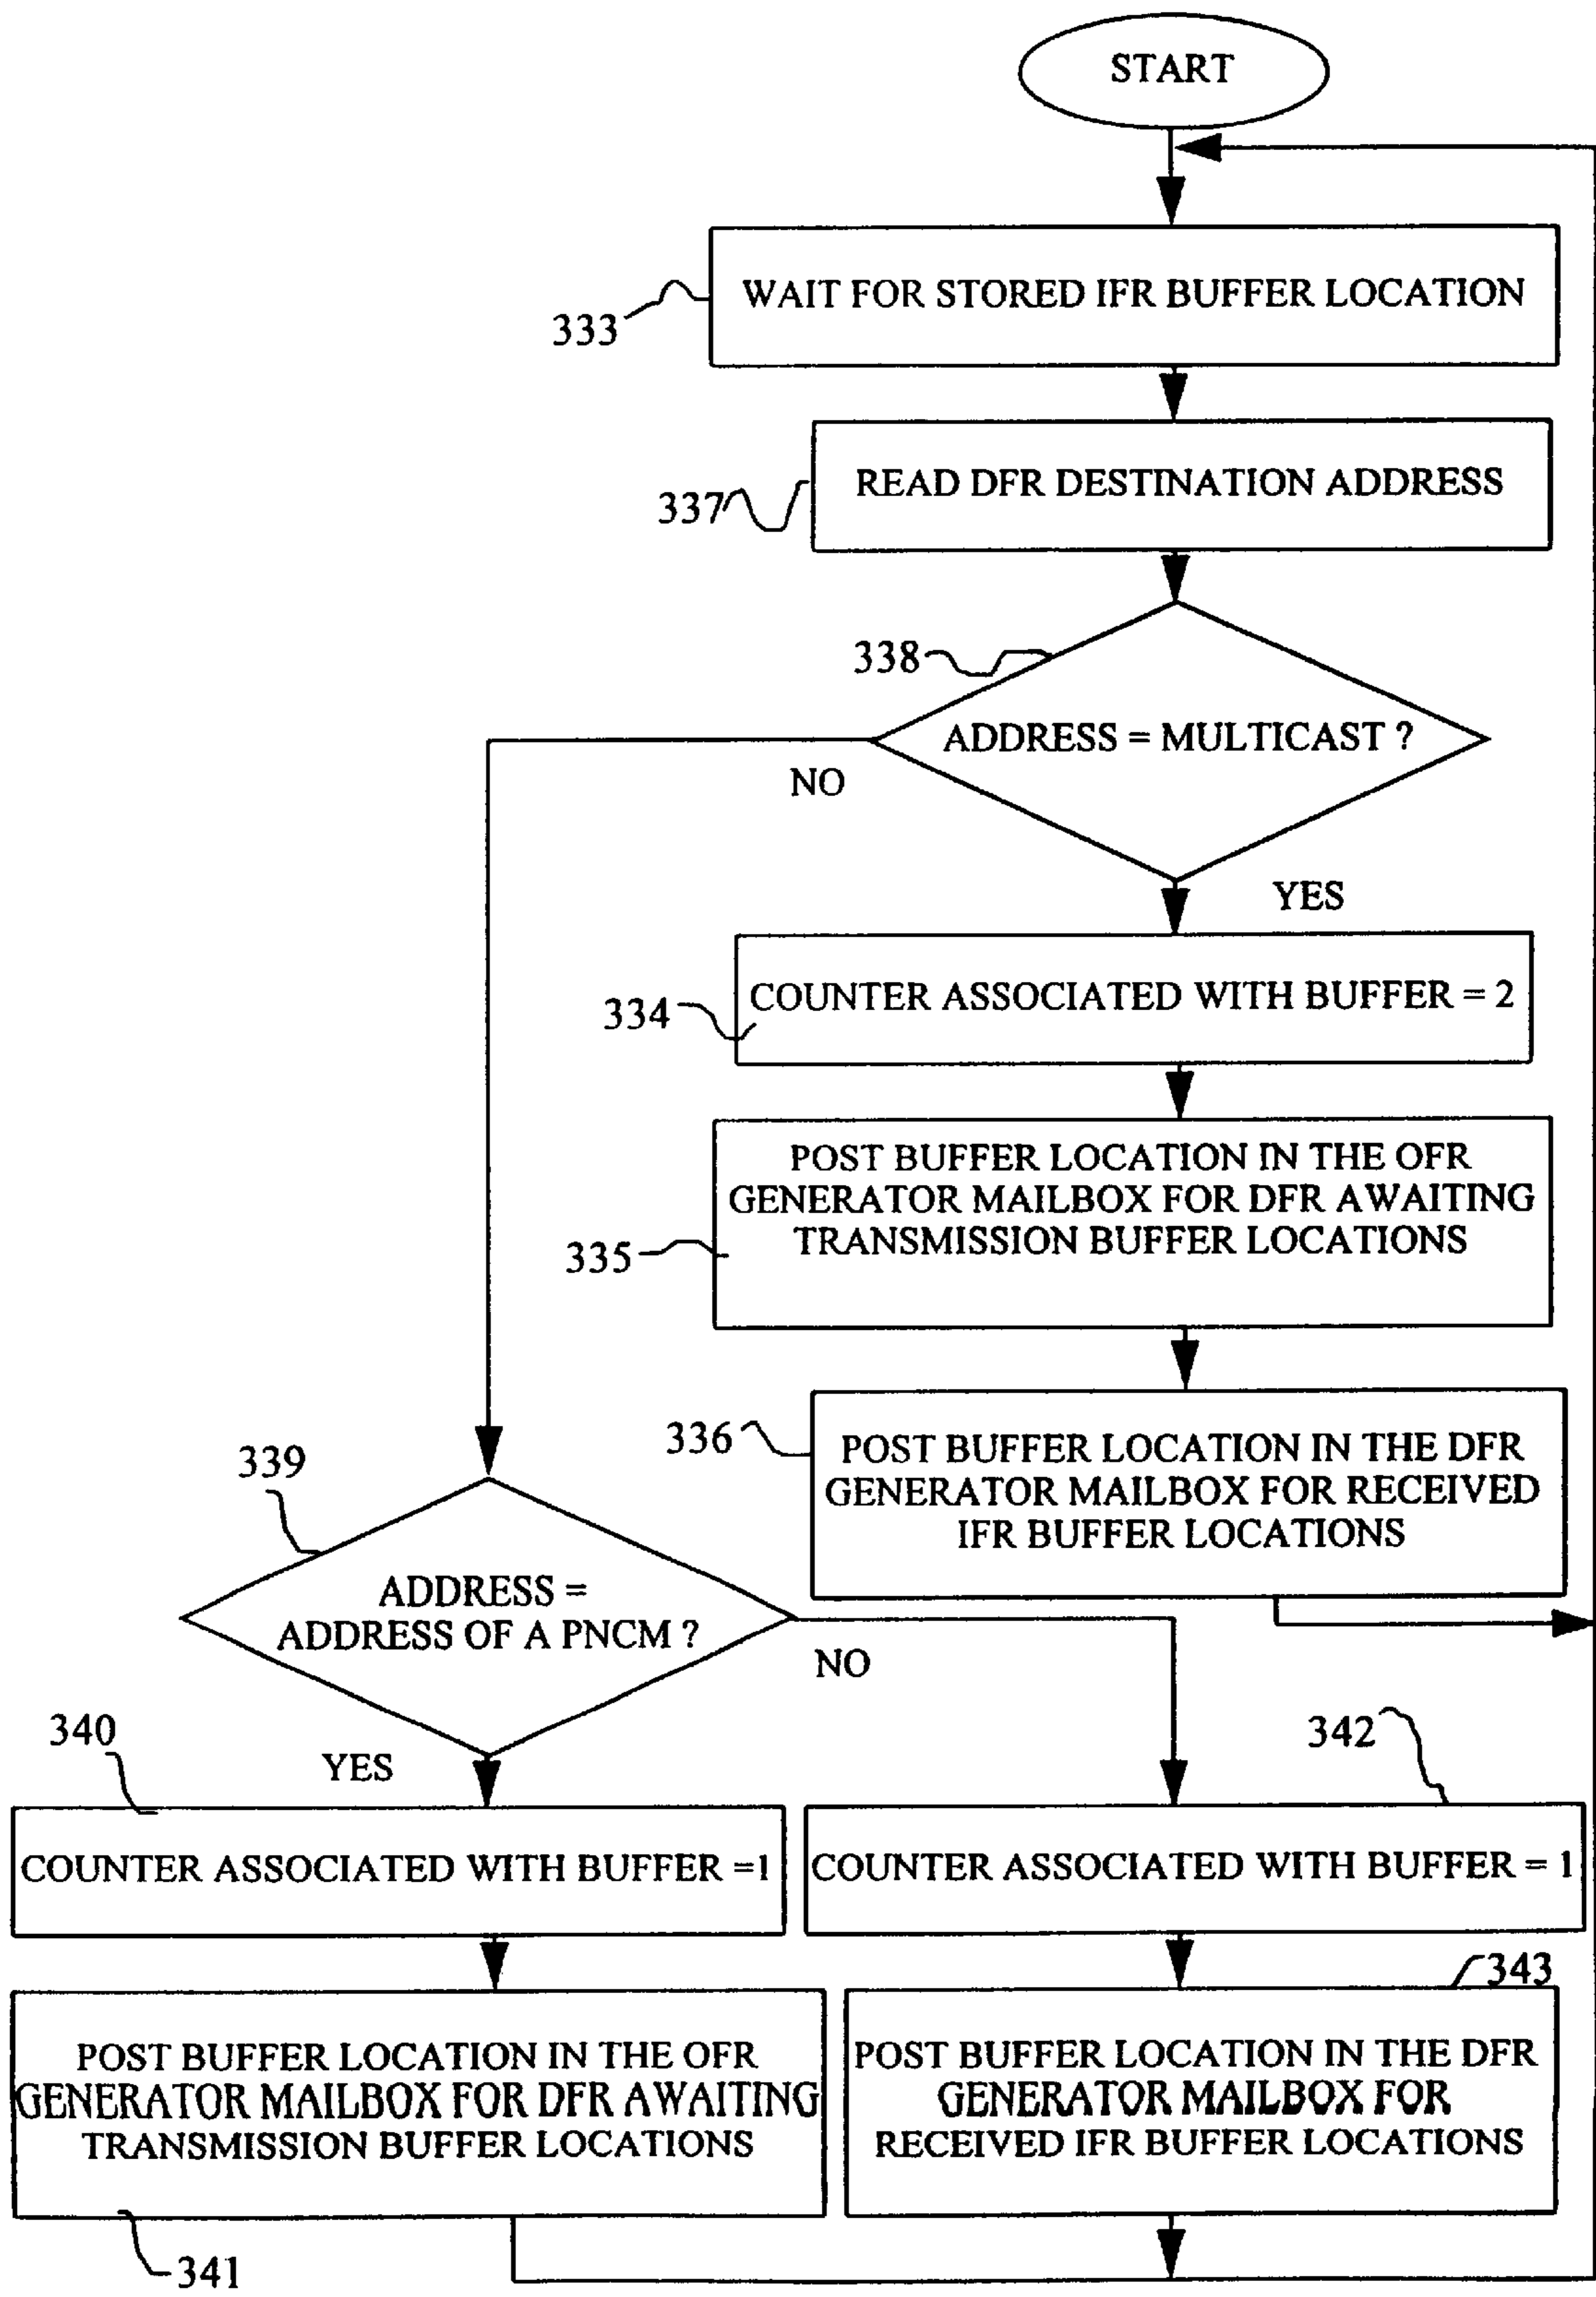 START
333
WAIT FOR STORED IFR BUFFER LOCATION
337
READ DFR DESTINATION ADDRESS
338
ADDRESS = MULTICAST ?
NO
YES
334
COUNTER ASSOCIATED WITH BUFFER = 2
335
POST BUFFER LOCATION IN THE OFR
GENERATOR MAILBOX FOR DFR AWAITING
TRANSMISSION BUFFER LOCATIONS
336
POST BUFFER LOCATION IN THE DFR
GENERATOR MAILBOX FOR RECEIVED
IFR BUFFER LOCATIONS
339
ADDRESS =
ADDRESS OF A PNCM ?
NO
YES
340
COUNTER ASSOCIATED WITH BUFFER =1
342
COUNTER ASSOCIATED WITH BUFFER = 1
POST BUFFER LOCATION IN THE OFR
GENERATOR MAILBOX FOR DFR AWAITING
TRANSMISSION BUFFER LOCATIONS
341
343
POST BUFFER LOCATION IN THE DFR
GENERATOR MAILBOX FOR
RECEIVED IFR BUFFER LOCATIONS